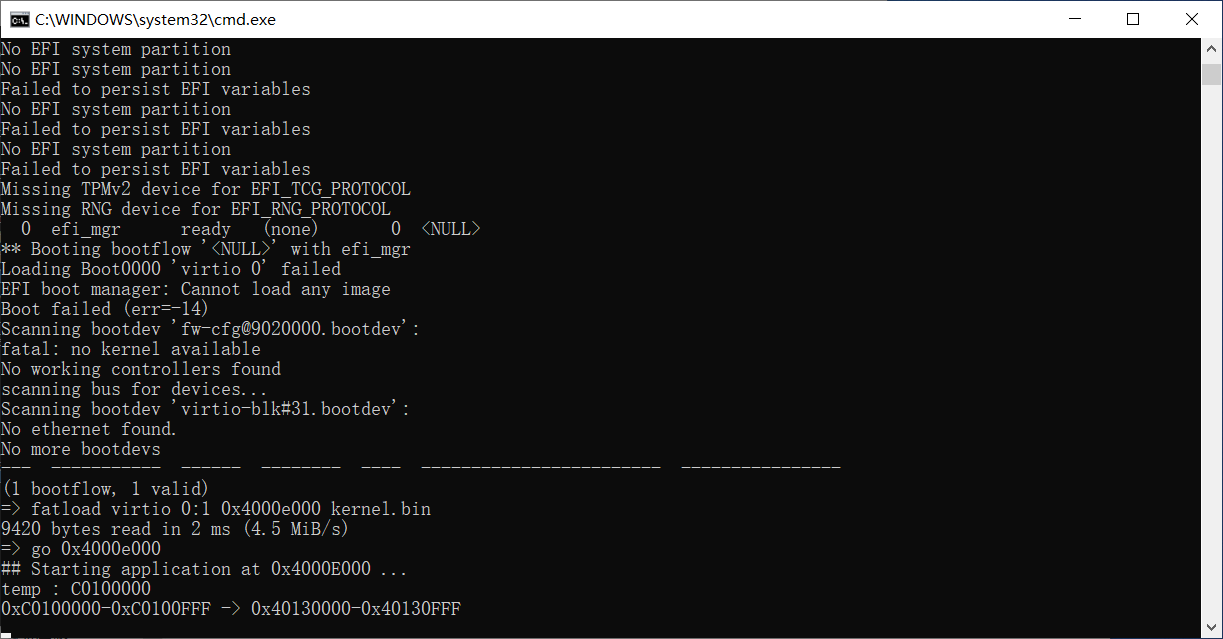 C:\WINDOWS\system32\cmd.exe
No EFI system partition
No EFI system partition
Failed to persist EFI variables
No EFI system partition
Failed to persist EFI variables
No EFI system partition
Failed to persist EFI variables
Missing TPMv2 device for EFI_TCG_PROTOCOL
Missing RNG device for EFI_RNG_PROTOCOL
  0  efi_mgr      ready   (none)       0  <NULL>
** Booting bootflow '<NULL>' with efi_mgr
Loading Boot0000 'virtio 0' failed
EFI boot manager: Cannot load any image
Boot failed (err=-14)
Scanning bootdev 'fw-cfg@9020000.bootdev':
fatal: no kernel available
No working controllers found
scanning bus for devices...
Scanning bootdev 'virtio-blk#31.bootdev':
No ethernet found.
No more bootdevs
---  -----------  ------  --------  ----  ------------------------  ----------------
(1 bootflow, 1 valid)
=> fatload virtio 0:1 0x4000e000 kernel.bin
9420 bytes read in 2 ms (4.5 MiB/s)
=> go 0x4000e000
## Starting application at 0x4000E000 ...
temp : C0100000
0xC0100000-0xC0100FFF -> 0x40130000-0x40130FFF